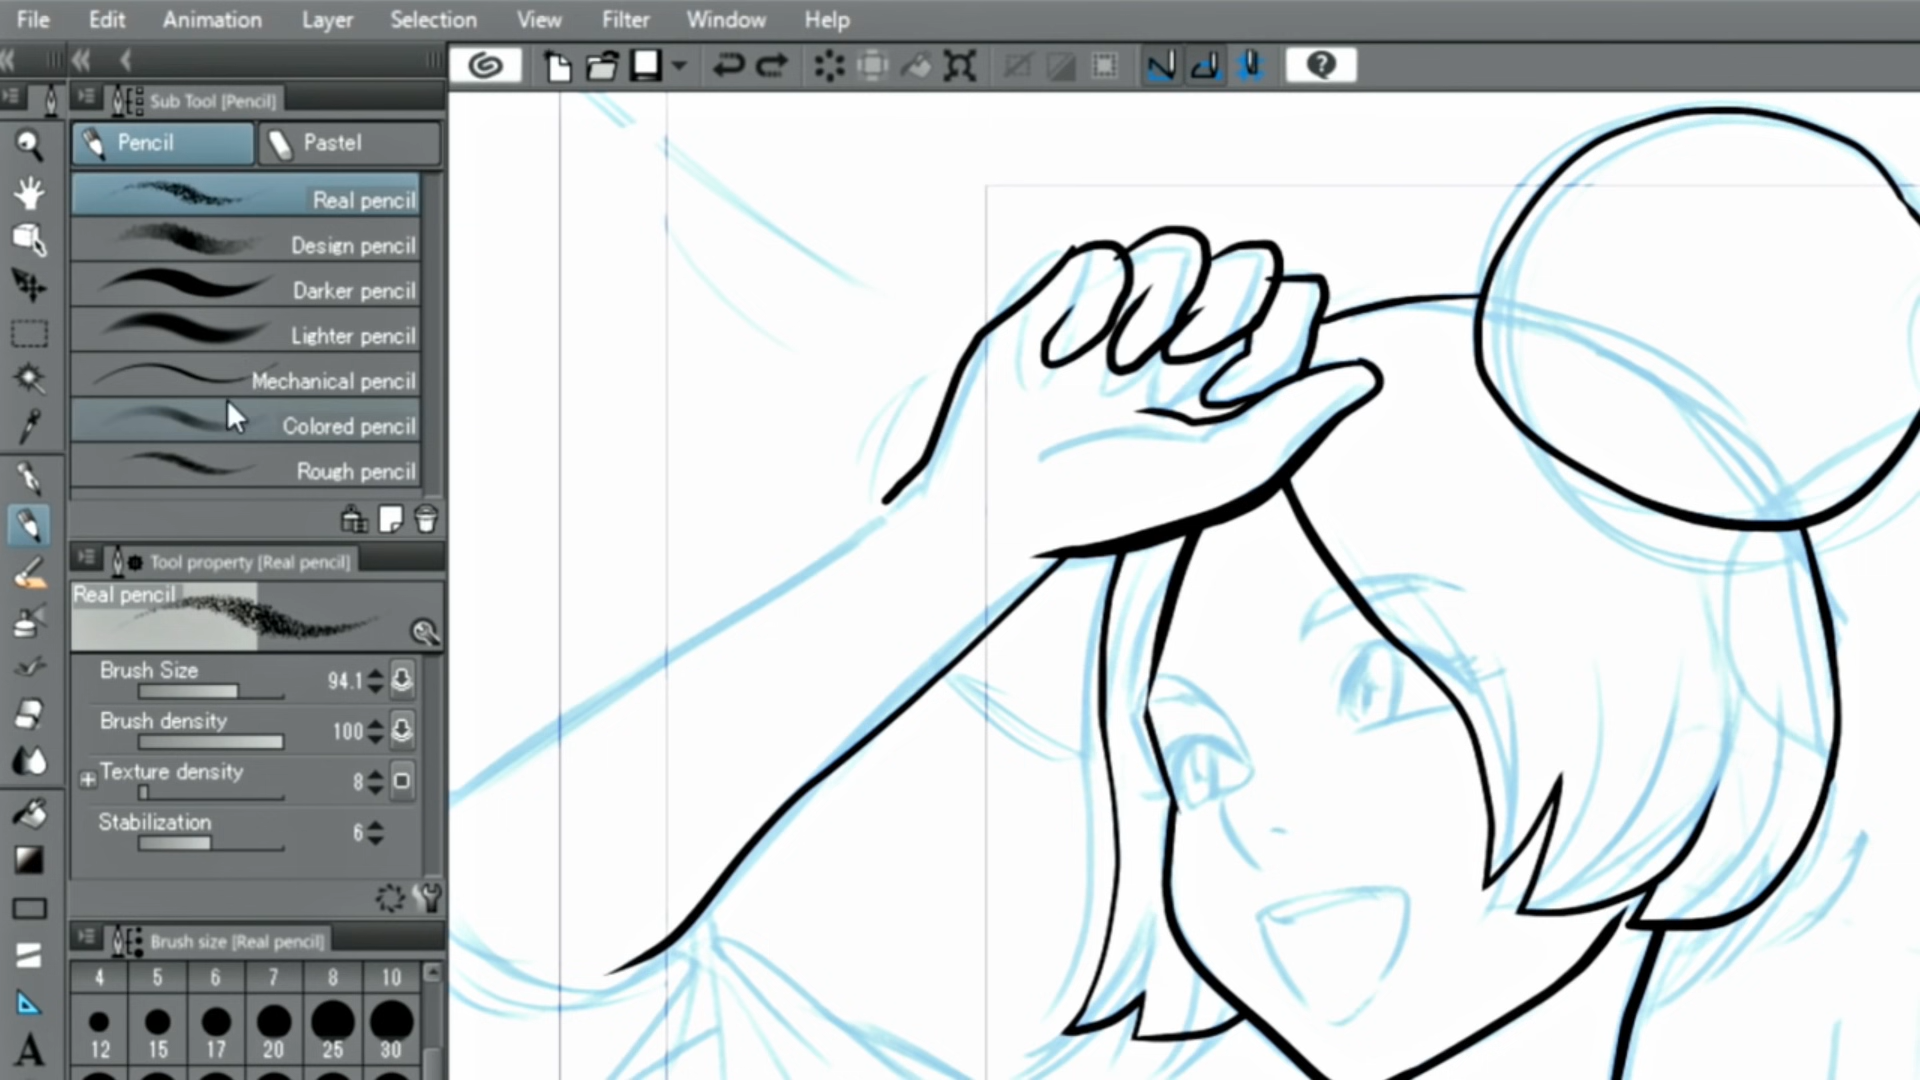 File Edit Animation Layer Selection View Filter Window Help
Sub Tool [Pencil]
Pencil Pastel
Real pencil
Design pencil
Darker pencil
Lighter pencil
Mechanical pencil
Colored pencil
Rough pencil
Tool property [Real pencil]
Real pencil
Brush Size 94.1
Brush density 100
Texture density 8
Stabilization 6
Brush size [Real pencil]
4 5 6 7 8 10
12 15 17 20 25 30
A